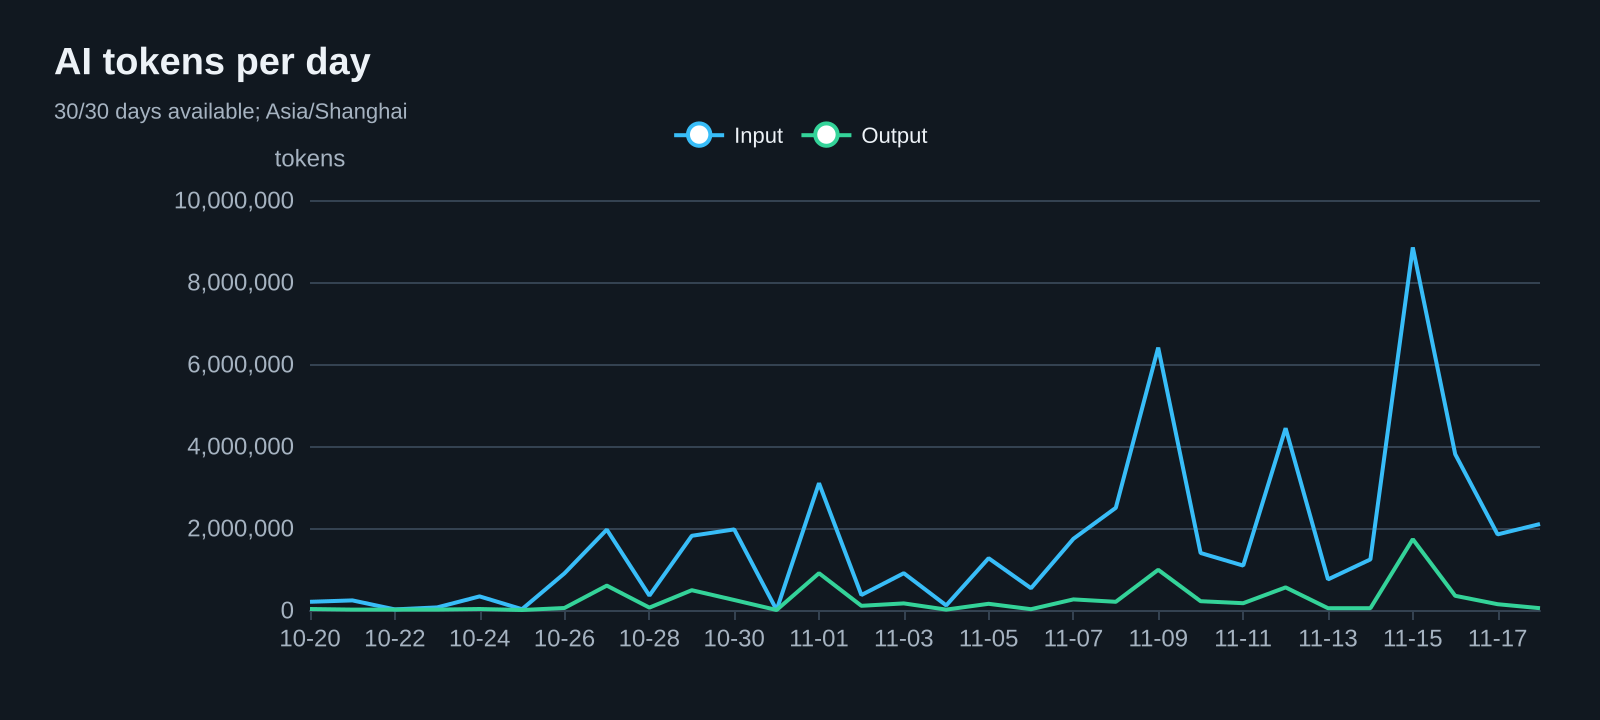 AI tokens per day
30/30 days available; Asia/Shanghai
Input Output
tokens
10,000,000
8,000,000
6,000,000
4,000,000
2,000,000
0
10-20 10-22 10-24 10-26 10-28 10-30 11-01 11-03 11-05 11-07 11-09 11-11 11-13 11-15 11-17